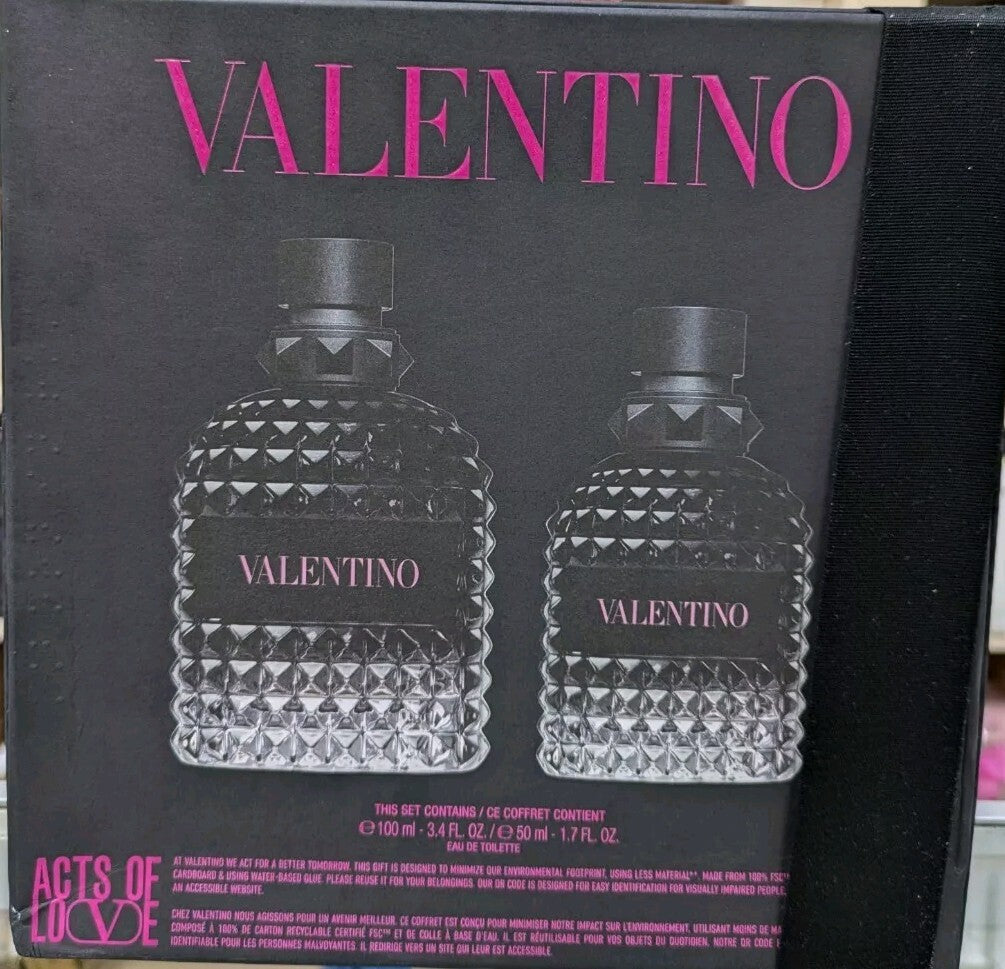 VALENTINO
VALENTINO
VALENTINO
THIS SET CONTAINS / CE COFFRET CONTIENT
℮ 100 ml - 3.4 FL. OZ. / ℮ 50 ml - 1.7 FL. OZ.
EAU DE TOILETTE
ACTS OF
LOVE
AT VALENTINO WE ACT FOR A BETTER TOMORROW. THIS GIFT IS DESIGNED TO MINIMIZE OUR ENVIRONMENTAL FOOTPRINT, USING LESS MATERIAL**. MADE FROM 100% FSC™
CARDBOARD & USING WATER-BASED GLUE. PLEASE REUSE IT FOR YOUR BELONGINGS. OUR QR CODE IS DESIGNED FOR EASY IDENTIFICATION FOR VISUALLY IMPAIRED PEOPLE,
AN ACCESSIBLE WEBSITE.
CHEZ VALENTINO NOUS AGISSONS POUR UN AVENIR MEILLEUR. CE COFFRET EST CONÇU POUR MINIMISER NOTRE IMPACT SUR L'ENVIRONNEMENT, UTILISANT MOINS DE
COMPOSÉ À 100% DE CARTON RECYCLABLE CERTIFIÉ FSC™ ET DE COLLE À BASE D'EAU. IL EST RÉUTILISABLE POUR VOS OBJETS DU QUOTIDIEN. NOTRE QR CODE
IDENTIFIABLE POUR LES PERSONNES MALVOYANTES. IL REDIRIGE VERS UN SITE QUI LEUR EST ACCESSIBLE.